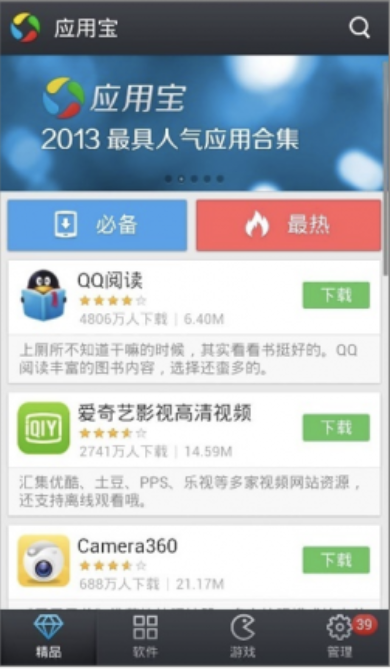 应用宝
应用宝
2013 最具人气应用合集
必备
最热
QQ阅读
下载
4806万人下载 | 6.40M
上厕所不知道干嘛的时候，其实看看书挺好的。QQ
阅读丰富的图书内容，选择还蛮多的。
爱奇艺影视高清视频
QIY
下载
2741万人下载 | 14.59M
汇集优酷、土豆、PPS、乐视等多家视频网站资源，
还支持离线观看哦。
Camera360
下载
688万人下载 | 21.17M
39
精品
软件
游戏
管理